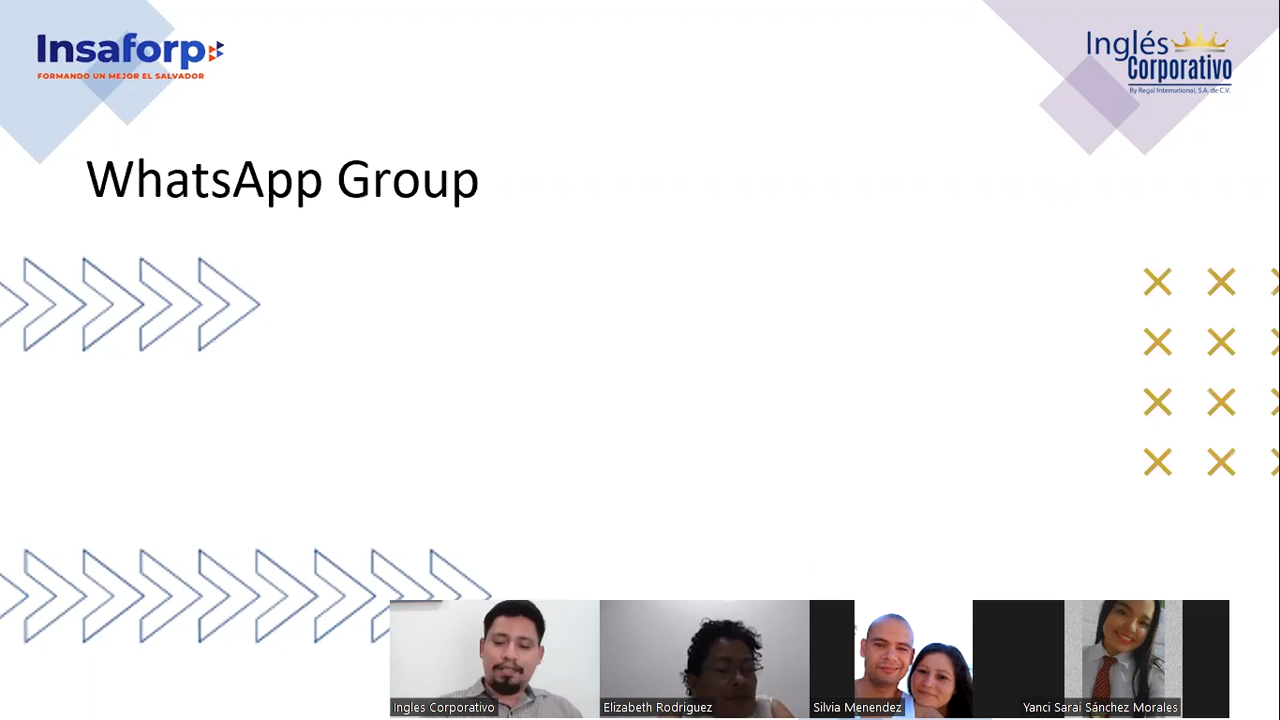 Insaforp
FORMANDO UN MEJOR EL SALVADOR
Inglés
Corporativo
By Regal International, S.A. de C.V.
WhatsApp Group
Ingles Corporativo
Elizabeth Rodriguez
Silvia Menendez
Yanci Sarai Sánchez Morales